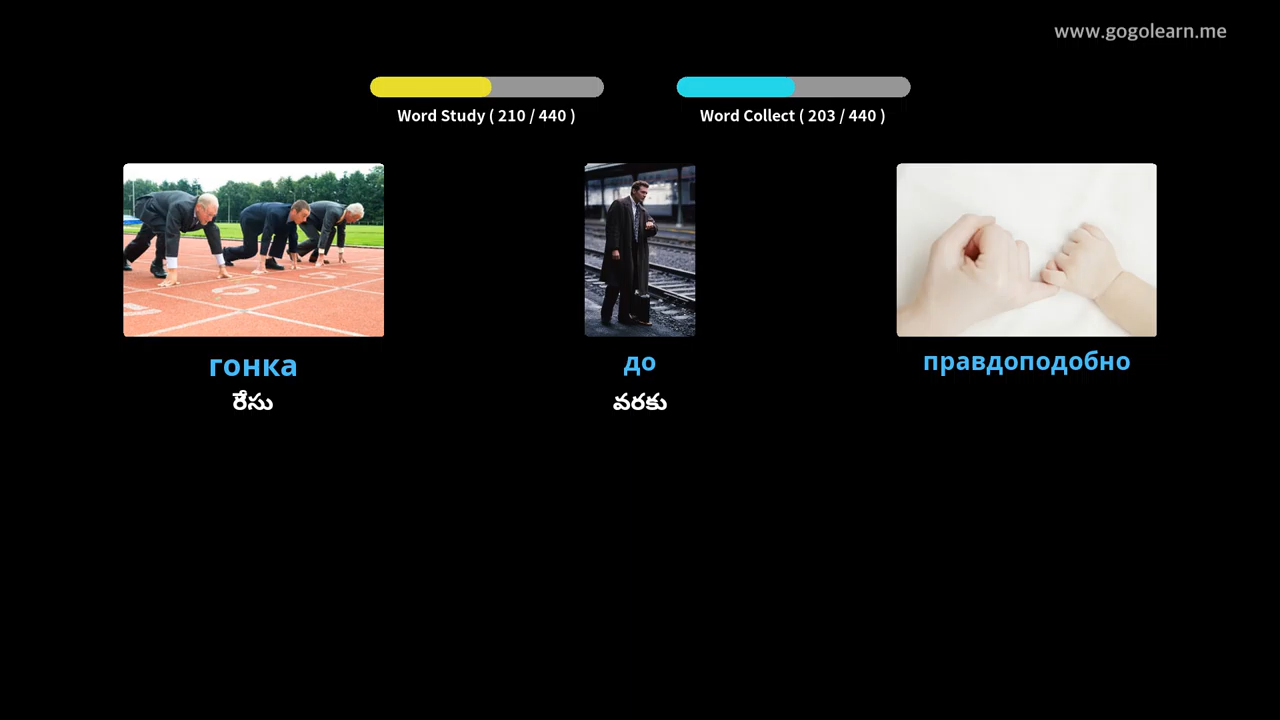 www.gogolearn.me
Word Study ( 210 / 440 )
Word Collect ( 203 / 440 )
гонка
రేసు
до
వరకు
правдоподобно